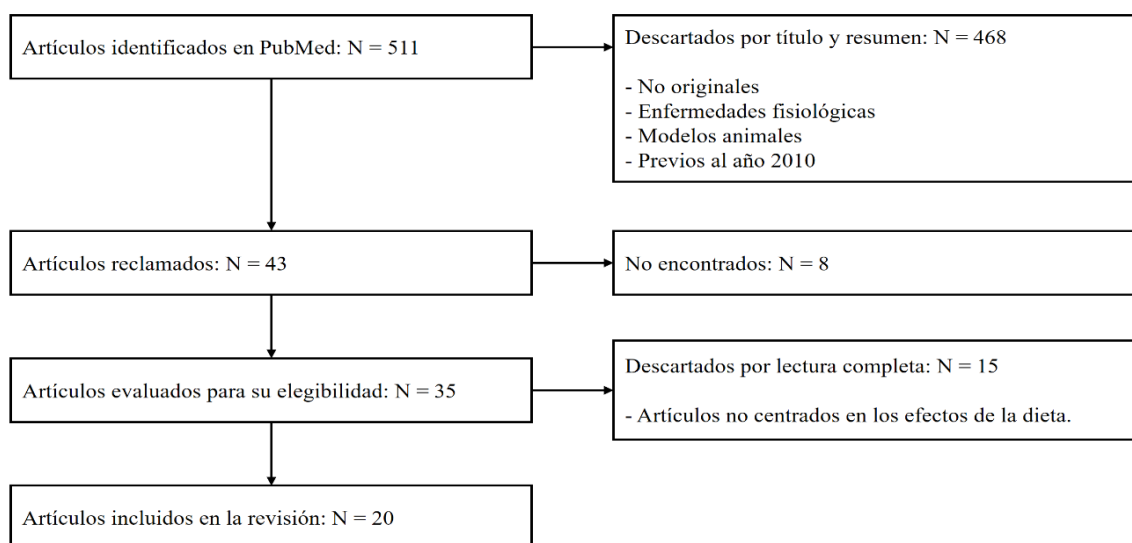 Artículos identificados en PubMed: N = 511
Descartados por título y resumen: N = 468
- No originales
- Enfermedades fisiológicas
- Modelos animales
- Previos al año 2010
Artículos reclamados: N = 43
No encontrados: N = 8
Artículos evaluados para su elegibilidad: N = 35
Descartados por lectura completa: N = 15
- Artículos no centrados en los efectos de la dieta.
Artículos incluidos en la revisión: N = 20